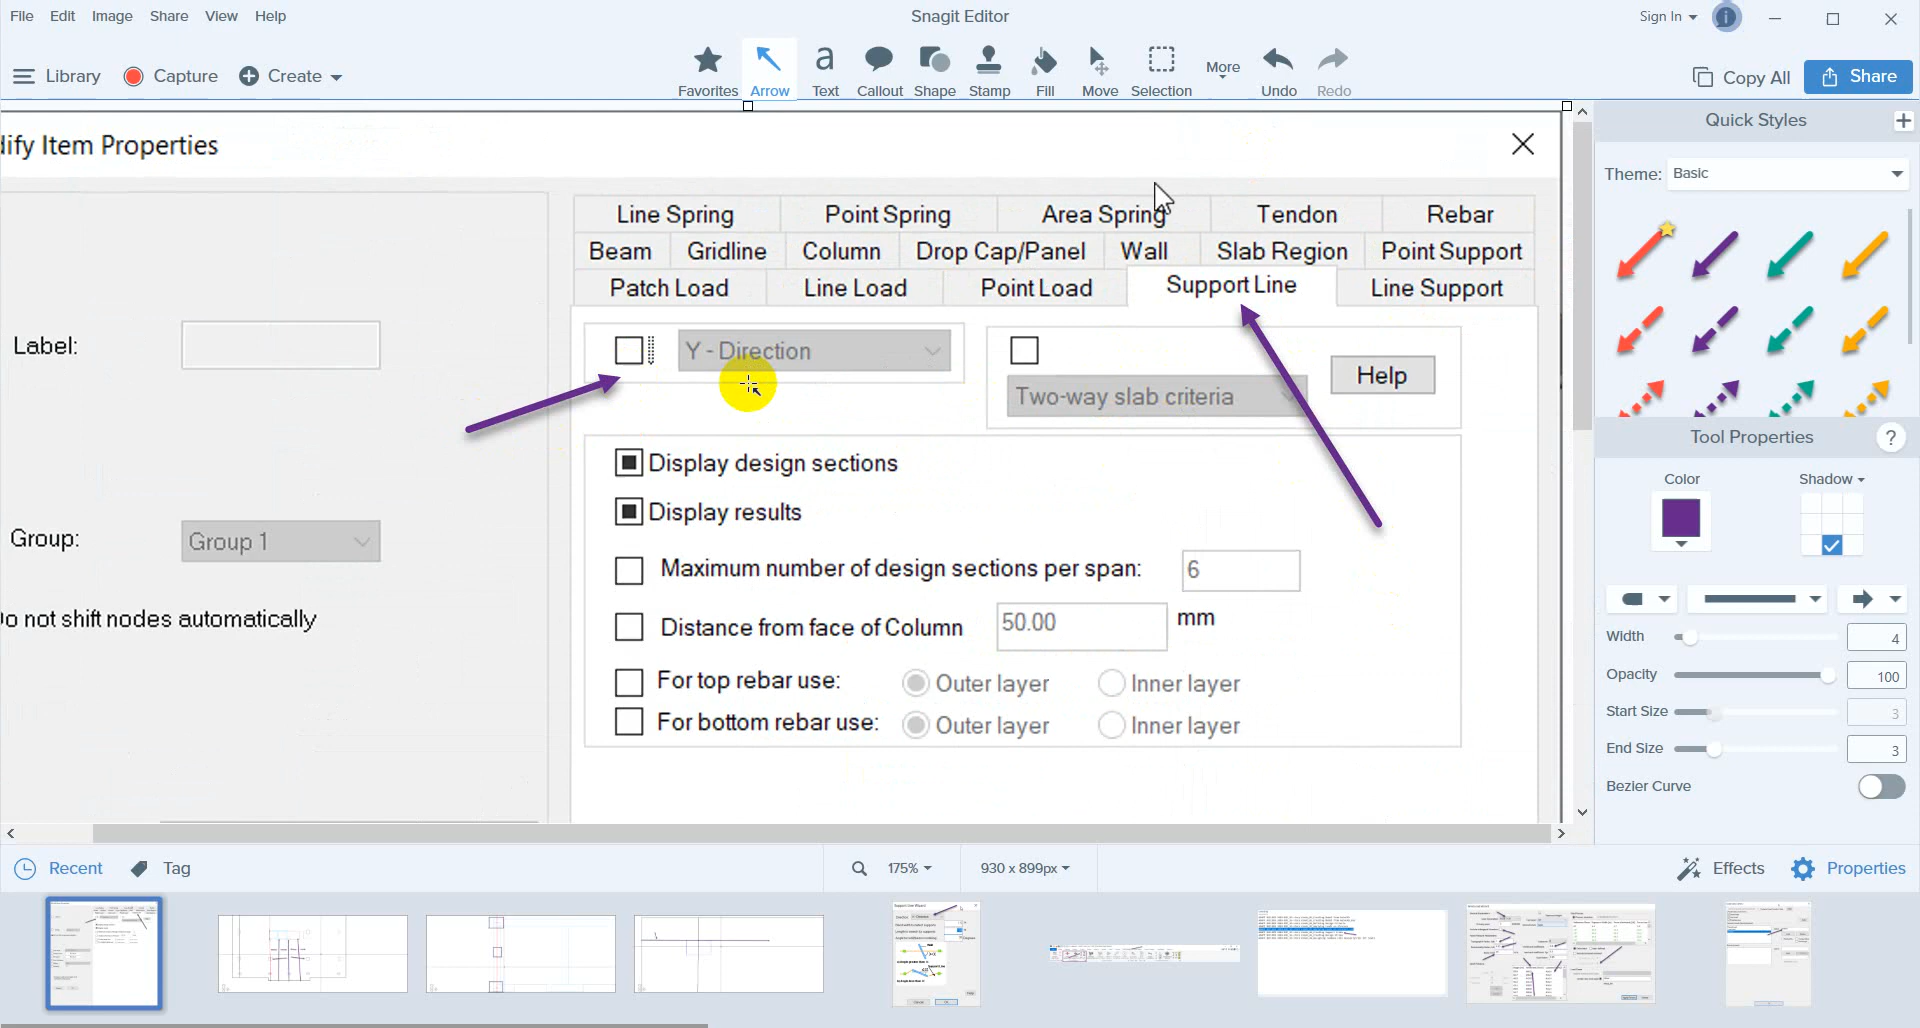 File Edit Image Share View Help
Snagit Editor
Sign In
Library Capture Create
Favorites Arrow Text Callout Shape Stamp Fill Move Selection More Undo Redo
Copy All Share
Quick Styles
Theme: Basic
dify Item Properties
Line Spring Point Spring Area Spring Tendon Rebar
Beam Gridline Column Drop Cap/Panel Wall Slab Region Point Support
Patch Load Line Load Point Load Support Line Line Support
Label:
Y - Direction
Two-way slab criteria
Help
Display design sections
Display results
Group: Group 1
Maximum number of design sections per span: 6
Do not shift nodes automatically
Distance from face of Column 50.00 mm
For top rebar use: Outer layer Inner layer
For bottom rebar use: Outer layer Inner layer
Tool Properties
?
Color Shadow
Width 4
Opacity 100
Start Size 3
End Size 3
Bezier Curve
Recent Tag
175% 930 x 899px
Effects Properties